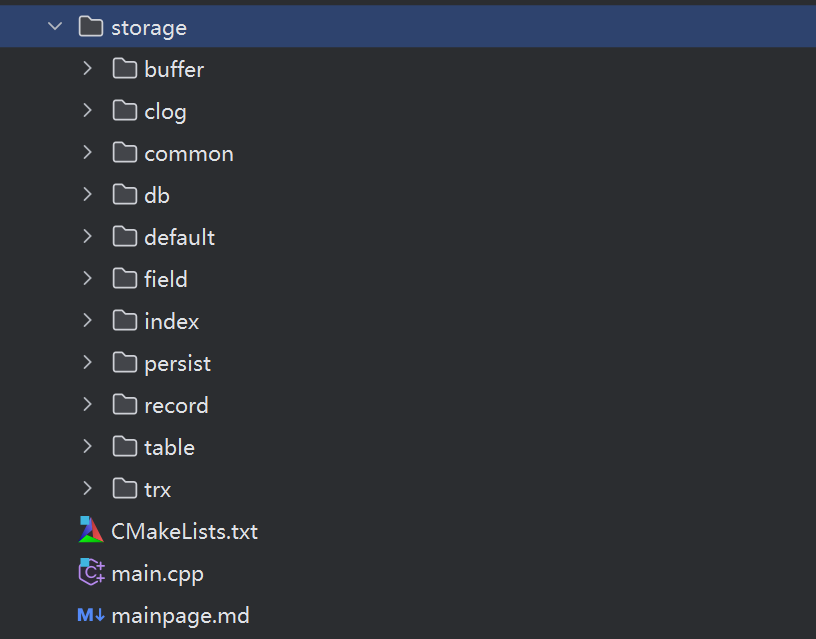 storage
buffer
clog
common
db
default
field
index
persist
record
table
trx
CMakeLists.txt
main.cpp
mainpage.md